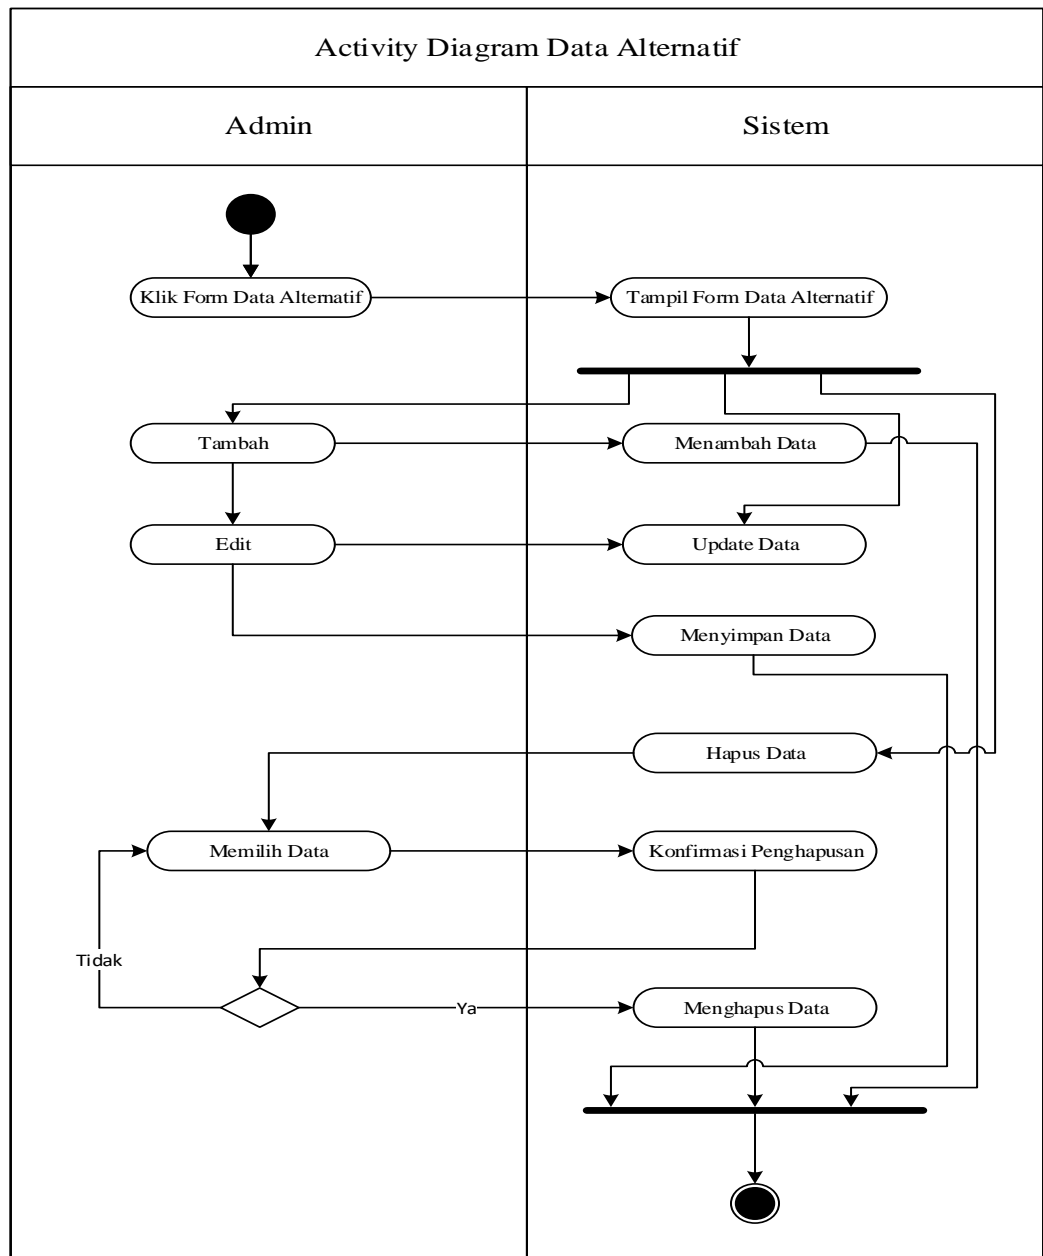 Activity Diagram Data Alternatif
Admin
Sistem
Klik Form Data Alternatif
Tampil Form Data Alternatif
Tambah
Menambah Data
Edit
Update Data
Menyimpan Data
Hapus Data
Memilih Data
Konfirmasi Penghapusan
Tidak
Ya
Menghapus Data